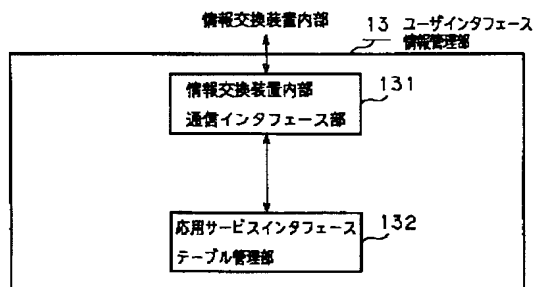 情報交換装置内部
13 ユーザインタフェース
情報管理部
情報交換装置内部
通信インタフェース部
131
応用サービスインタフェース
テーブル管理部
132